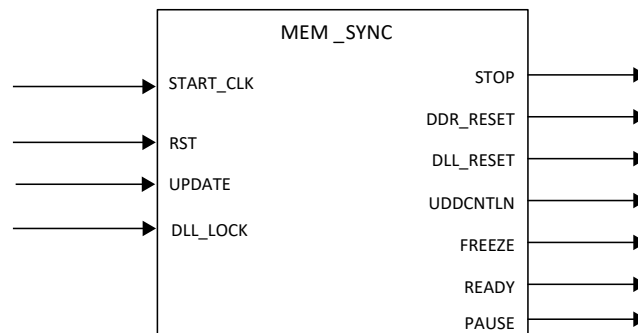 MEM _SYNC
START_CLK
RST
UPDATE
DLL_LOCK
STOP
DDR_RESET
DLL_RESET
UDDCNTLN
FREEZE
READY
PAUSE